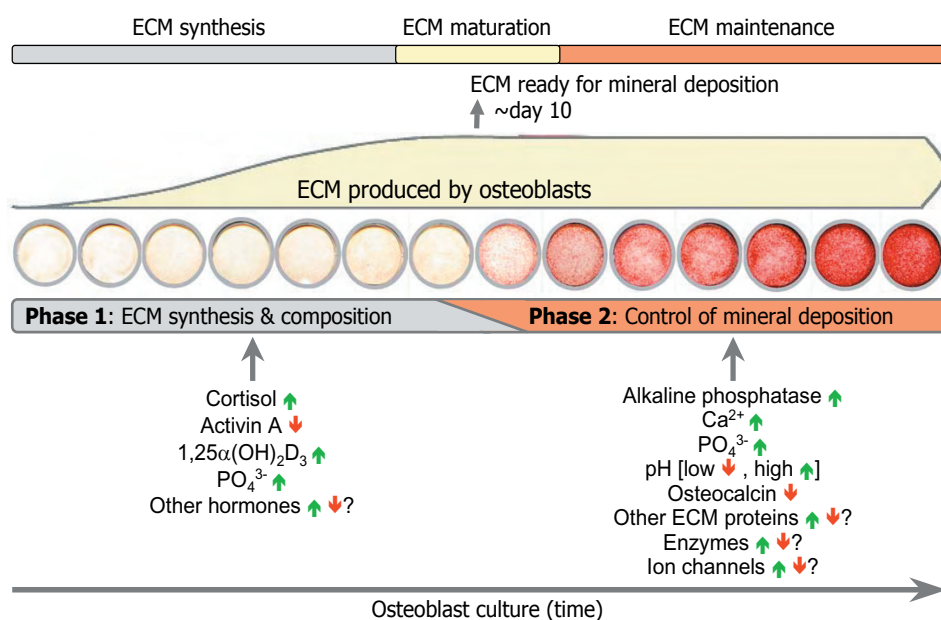 ECM synthesis
ECM maturation
ECM maintenance
ECM ready for mineral deposition
~day 10
ECM produced by osteoblasts
Phase 1: ECM synthesis & composition
Phase 2: Control of mineral deposition
Cortisol ↑
Activin A ↓
1,25α(OH)₂D₃ ↑
PO₄³⁻ ↑
Other hormones ↑ ↓?
Alkaline phosphatase ↑
Ca²⁺ ↑
PO₄³⁻ ↑
pH [low ↓ , high ↑]
Osteocalcin ↓
Other ECM proteins ↑ ↓?
Enzymes ↑ ↓?
Ion channels ↑ ↓?
Osteoblast culture (time)